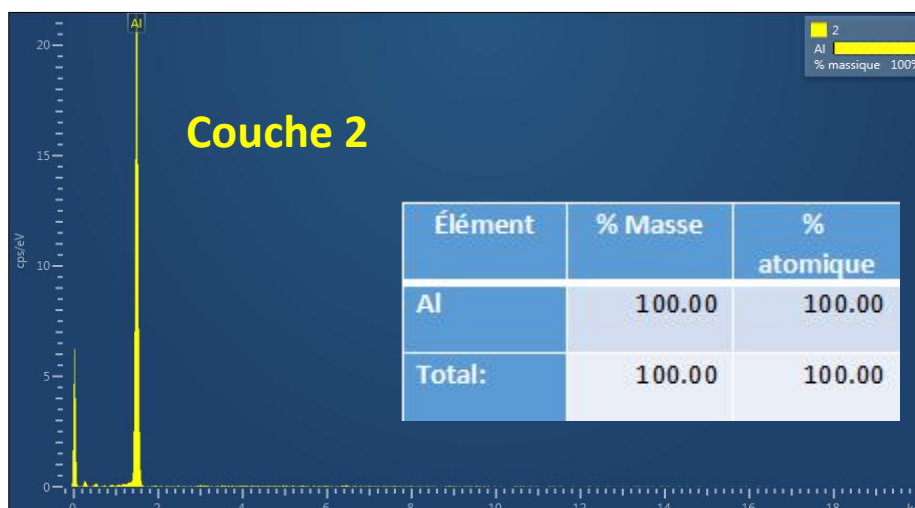 Al
2
Al
% massique 100%
20
Couche 2
15
cps/eV
10
5
0
Élément % Masse % atomique
Al 100.00 100.00
Total: 100.00 100.00
0 2 4 6 8 10 12 14 16 18